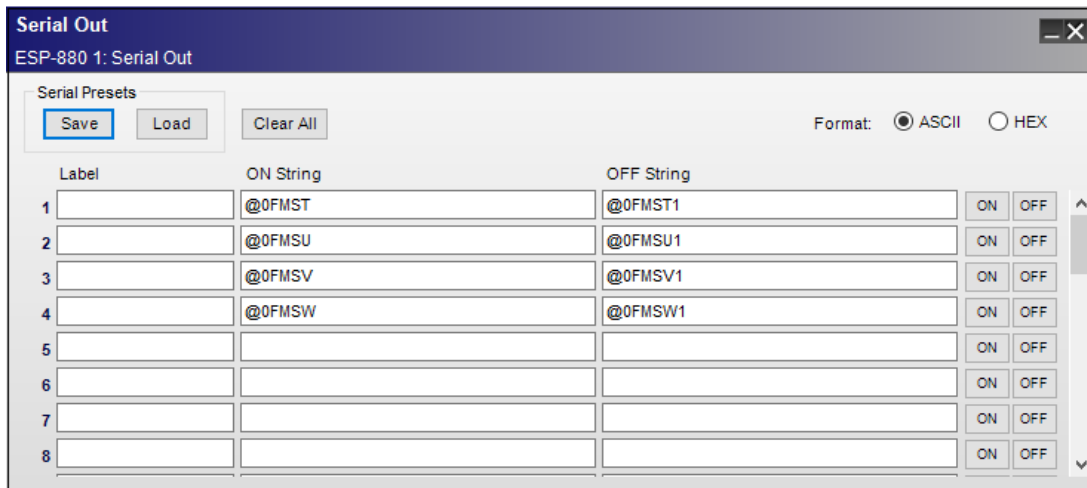 Serial Out
ESP-880 1: Serial Out
Serial Presets
Save Load Clear All Format: ASCII HEX
Label ON String OFF String
1 @0FMST @0FMST1 ON OFF
2 @0FMSU @0FMSU1 ON OFF
3 @0FMSV @0FMSV1 ON OFF
4 @0FMSW @0FMSW1 ON OFF
5 ON OFF
6 ON OFF
7 ON OFF
8 ON OFF